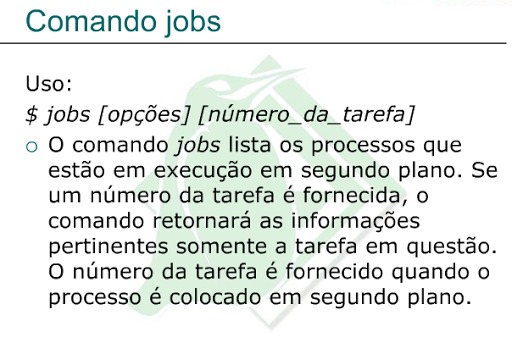 Comando jobs
Uso:
$ jobs [opções] [número_da_tarefa]
O comando jobs lista os processos que
estão em execução em segundo plano. Se
um número da tarefa é fornecida, o
comando retornará as informações
pertinentes somente a tarefa em questão.
O número da tarefa é fornecido quando o
processo é colocado em segundo plano.